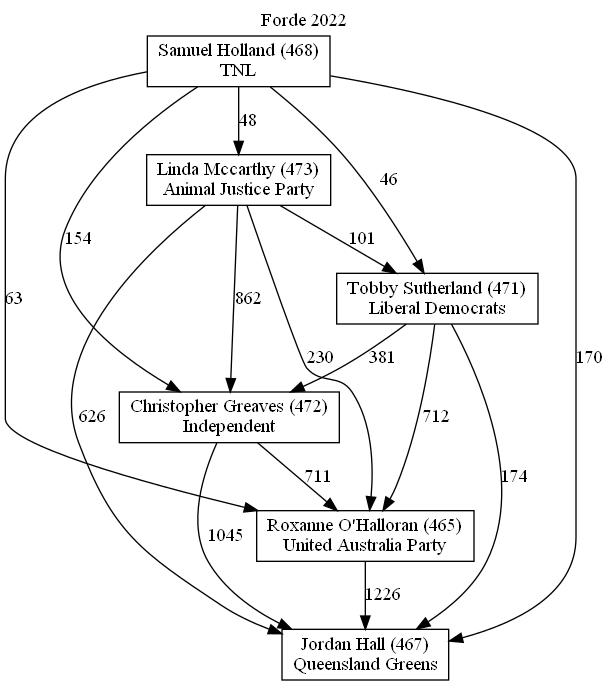 Forde 2022
Samuel Holland (468)
TNL
48
Linda Mccarthy (473)
Animal Justice Party
46
154
101
862
Tobby Sutherland (471)
Liberal Democrats
63
230
381
170
Christopher Greaves (472)
Independent
626
712
711
174
1045
Roxanne O'Halloran (465)
United Australia Party
1226
Jordan Hall (467)
Queensland Greens